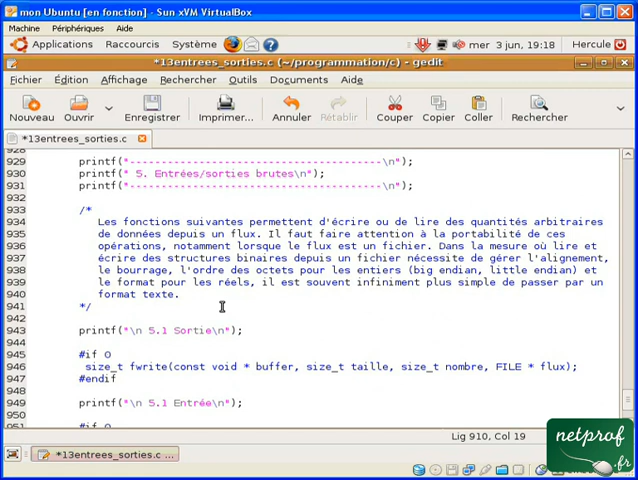 mon Ubuntu [en fonction] - Sun xVM VirtualBox
Machine Périphériques Aide
Applications Raccourcis Système mer 3 jun, 19:18 Hercule
*13entrees_sorties.c (~/programmation/c) - gedit
Fichier Édition Affichage Rechercher Outils Documents Aide
Nouveau Ouvrir Enregistrer Imprimer... Annuler Rétablir Couper Copier Coller Rechercher
*13entrees_sorties.c
928
929 printf("----------------------------------------\n");
930 printf(" 5. Entrées/sorties brutes\n");
931 printf("----------------------------------------\n");
932
933 /*
934 Les fonctions suivantes permettent d'écrire ou de lire des quantités arbitraires
935 de données depuis un flux. Il faut faire attention à la portabilité de ces
936 opérations, notamment lorsque le flux est un fichier. Dans la mesure où lire et
937 écrire des structures binaires depuis un fichier nécessite de gérer l'alignement,
938 le bourrage, l'ordre des octets pour les entiers (big endian, little endian) et
939 le format pour les réels, il est souvent infiniment plus simple de passer par un
940 format texte.
941 */
942
943 printf("\n 5.1 Sortie\n");
944
945 #if 0
946 size_t fwrite(const void * buffer, size_t taille, size_t nombre, FILE * flux);
947 #endif
948
949 printf("\n 5.1 Entrée\n");
950
951 #if 0
Lig 910, Col 19
*13entrees_sorties.c ...
netprof
.fr